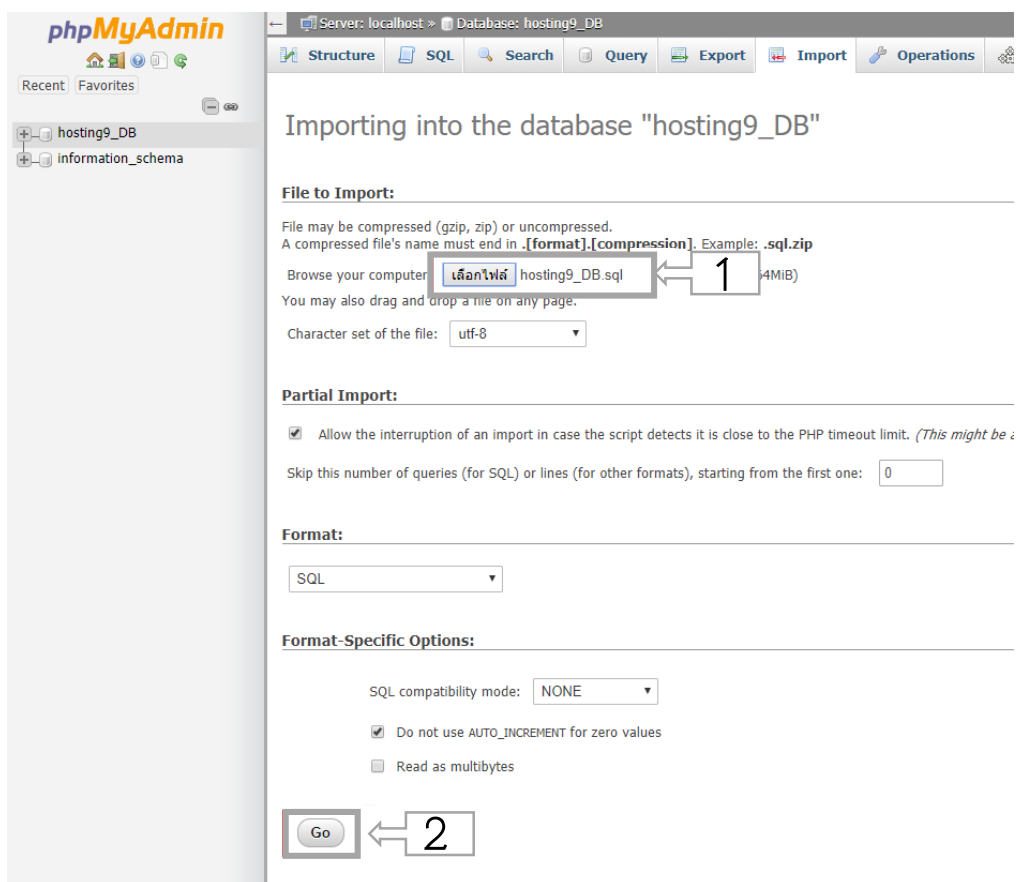 phpMyAdmin
Recent Favorites
hosting9_DB
information_schema
Server: localhost » Database: hosting9_DB
Structure SQL Search Query Export Import Operations
Importing into the database "hosting9_DB"
File to Import:
File may be compressed (gzip, zip) or uncompressed.
A compressed file's name must end in .[format].[compression]. Example: .sql.zip
Browse your computer เลือกไฟล์ hosting9_DB.sql 1 4MiB)
You may also drag and drop a file on any page.
Character set of the file: utf-8
Partial Import:
Allow the interruption of an import in case the script detects it is close to the PHP timeout limit. (This might be
Skip this number of queries (for SQL) or lines (for other formats), starting from the first one: 0
Format:
SQL
Format-Specific Options:
SQL compatibility mode: NONE
Do not use AUTO_INCREMENT for zero values
Read as multibytes
Go 2